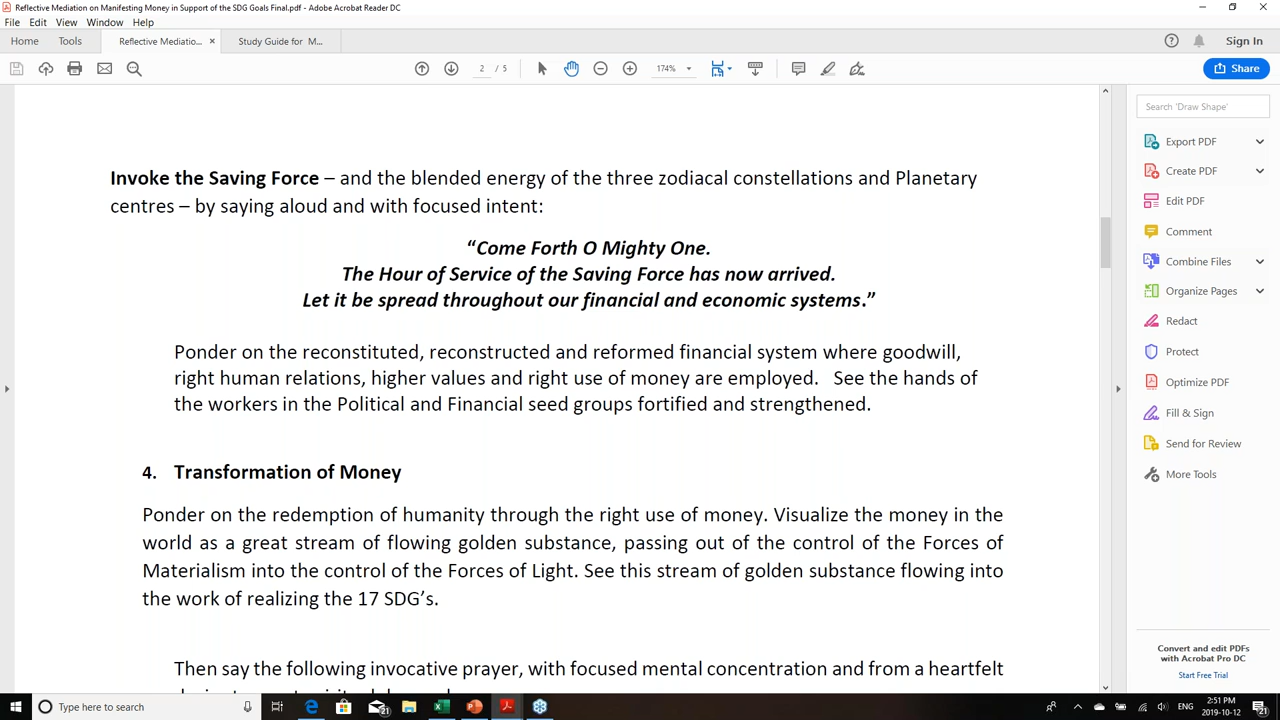 Reflective Mediation on Manifesting Money in Support of the SDG Goals Final.pdf - Adobe Acrobat Reader DC
File Edit View Window Help
Home Tools Reflective Mediatio... × Study Guide for M... Sign In
2 / 5 174% Share
Search 'Draw Shape'
Export PDF
Create PDF
Edit PDF
Comment
Combine Files
Organize Pages
Redact
Protect
Optimize PDF
Fill & Sign
Send for Review
More Tools
Convert and edit PDFs
with Acrobat Pro DC
Start Free Trial
Invoke the Saving Force – and the blended energy of the three zodiacal constellations and Planetary
centres – by saying aloud and with focused intent:
“Come Forth O Mighty One.
The Hour of Service of the Saving Force has now arrived.
Let it be spread throughout our financial and economic systems.”
Ponder on the reconstituted, reconstructed and reformed financial system where goodwill,
right human relations, higher values and right use of money are employed. See the hands of
the workers in the Political and Financial seed groups fortified and strengthened.
4. Transformation of Money
Ponder on the redemption of humanity through the right use of money. Visualize the money in the
world as a great stream of flowing golden substance, passing out of the control of the Forces of
Materialism into the control of the Forces of Light. See this stream of golden substance flowing into
the work of realizing the 17 SDG’s.
Then say the following invocative prayer, with focused mental concentration and from a heartfelt
Type here to search
21
ENG
2:51 PM
2019-10-12
21